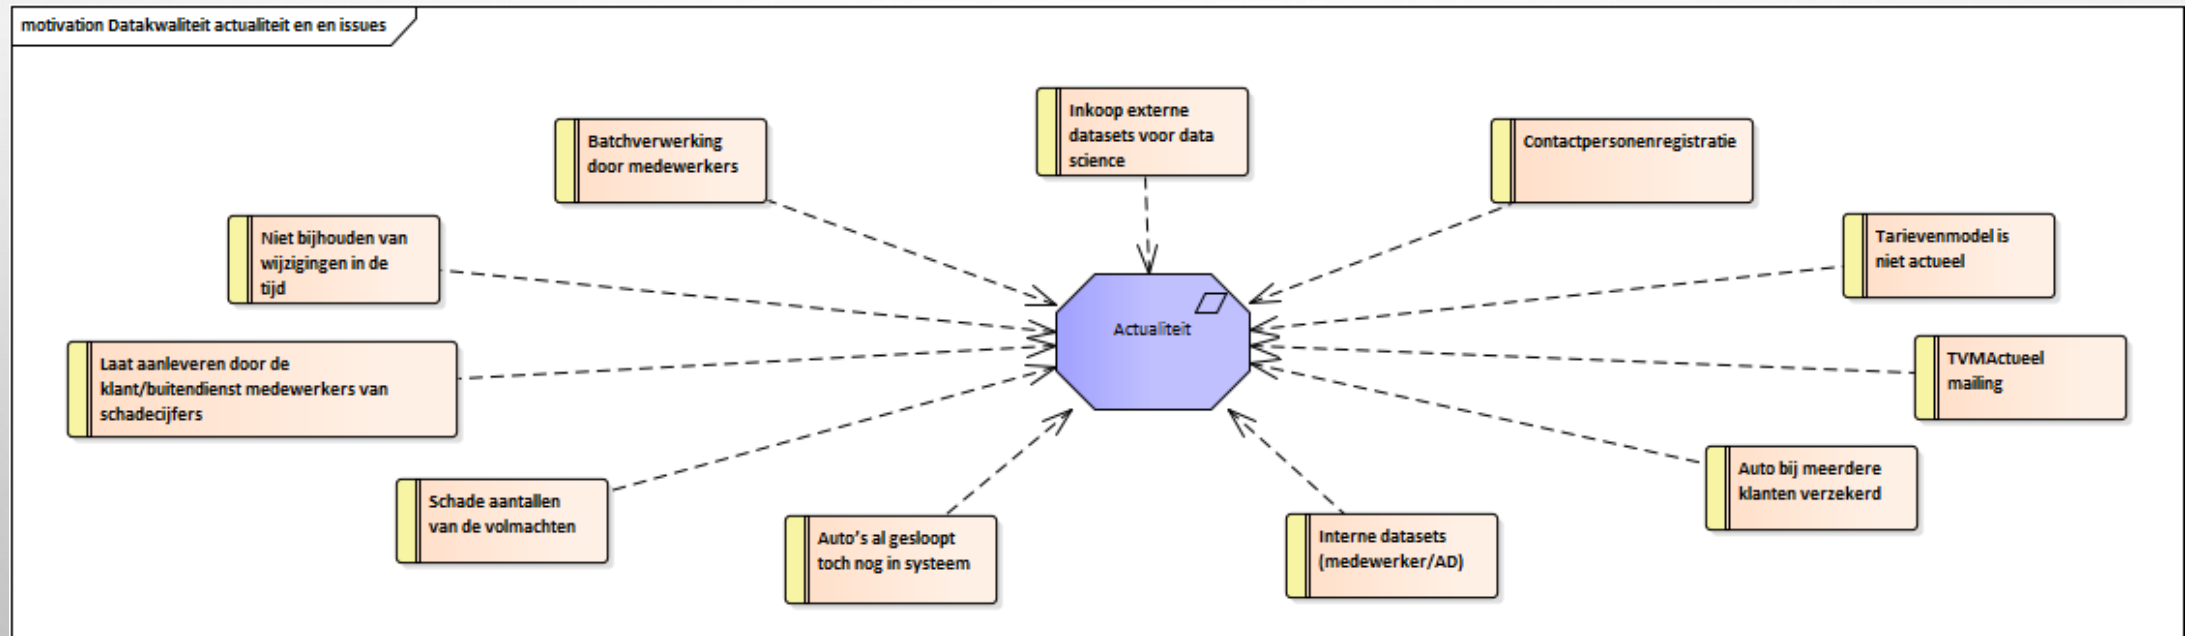 motivation Datakwaliteit actualiteit en en issues
Inkoop externe
datasets voor data
science
Batchverwerking
door medewerkers
Contactpersonenregistratie
Niet bijhouden van
wijzigingen in de
tijd
Tarievenmodel is
niet actueel
Actualiteit
Laat aanleveren door de
klant/buitendienst medewerkers van
schadecijfers
TVMActueel
mailing
Auto bij meerdere
klanten verzekerd
Schade aantallen
van de volmachten
Auto's al gesloopt
toch nog in systeem
Interne datasets
(medewerker/AD)